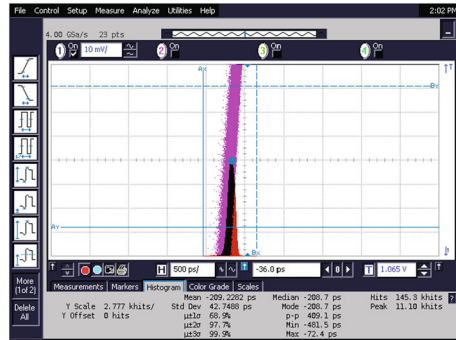 File Control Setup Measure Analyze Utilities Help 2:02 PM
4.00 GSa/s 23 pts
1 On 10 mV/ 2 On 3 On 4 On
Ax
T
By
Ay
Bx
H 500 ps/ -36.0 ps 0 T 1.065 V
More
(1of 2)
Delete
All
Measurements Markers Histogram Color Grade Scales
Mean -209.2282 ps Median -208.7 ps Hits 145.3 khits
Y Scale 2.777 khits/ Std Dev 42.7488 ps Mode -208.7 ps Peak 11.10 khits
Y Offset 0 hits μ±1σ 68.9% p-p 409.1 ps
μ±2σ 97.7% Min -481.5 ps
μ±3σ 99.9% Max -72.4 ps